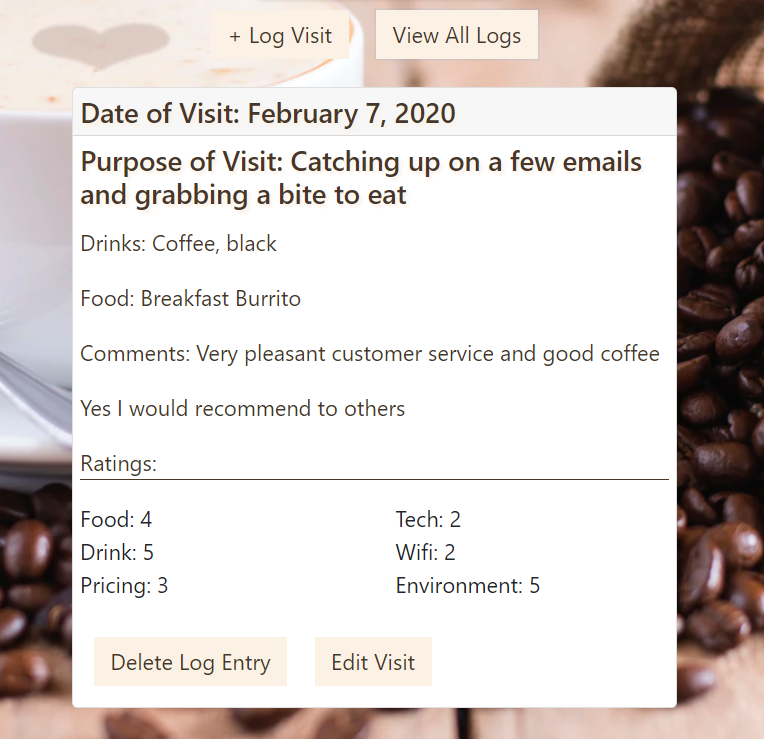 + Log Visit
View All Logs
Date of Visit: February 7, 2020
Purpose of Visit: Catching up on a few emails
and grabbing a bite to eat
Drinks: Coffee, black
Food: Breakfast Burrito
Comments: Very pleasant customer service and good coffee
Yes I would recommend to others
Ratings:
Food: 4
Drink: 5
Pricing: 3
Tech: 2
Wifi: 2
Environment: 5
Delete Log Entry
Edit Visit